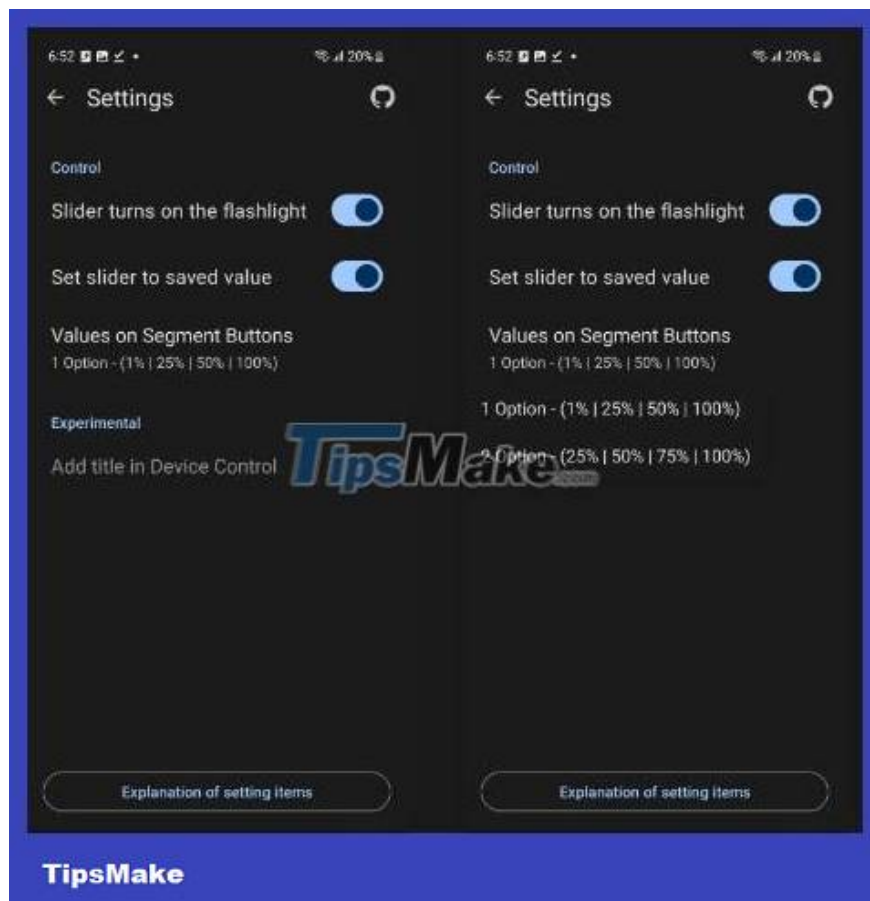 6:52
20%
Settings
Control
Slider turns on the flashlight
Set slider to saved value
Values on Segment Buttons
1 Option - (1% | 25% | 50% | 100%)
Experimental
Add title in Device Control
Explanation of setting items
6:52
20%
Settings
Control
Slider turns on the flashlight
Set slider to saved value
Values on Segment Buttons
1 Option - (1% | 25% | 50% | 100%)
1 Option - (1% | 25% | 50% | 100%)
2 Option - (25% | 50% | 75% | 100%)
Explanation of setting items
TipsMake.com
TipsMake